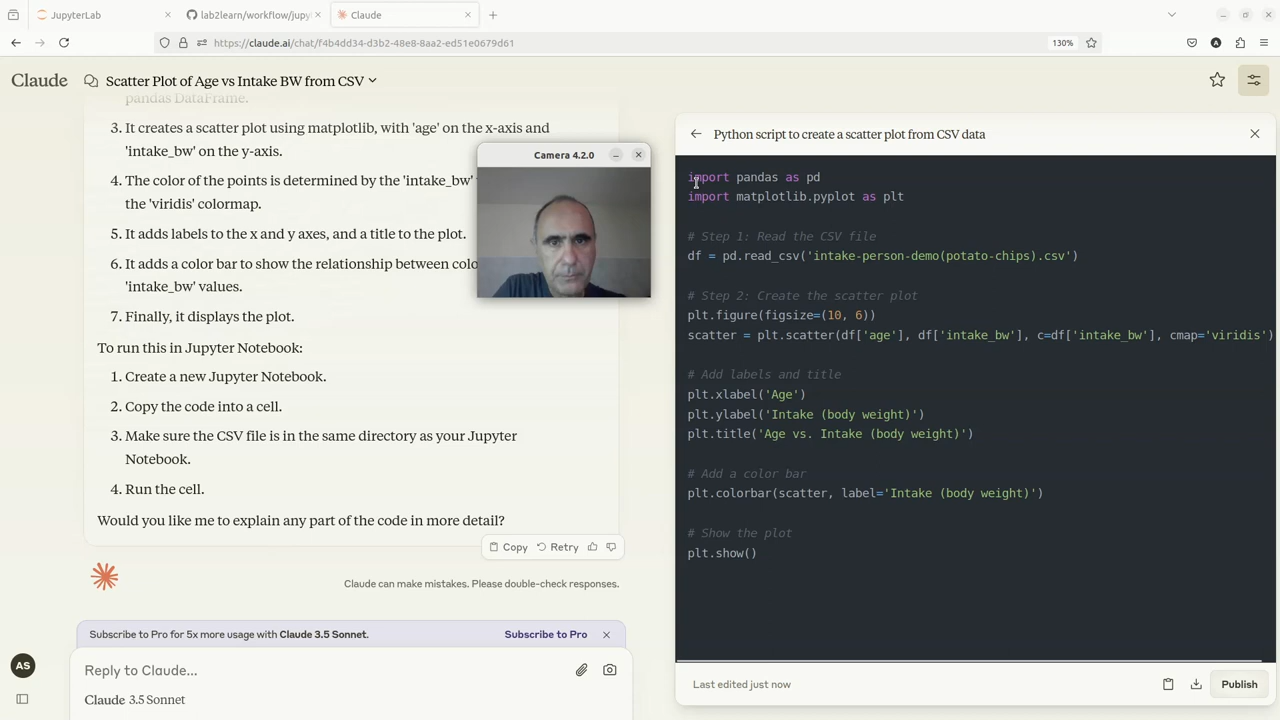 JupyterLab
lab2learn/workflow/jupy
Claude
https://claude.ai/chat/f4b4dd34-d3b2-48e8-8aa2-ed51e0679d61
130%
Claude
Scatter Plot of Age vs Intake BW from CSV
pandas DataFrame.
3. It creates a scatter plot using matplotlib, with 'age' on the x-axis and
'intake_bw' on the y-axis.
4. The color of the points is determined by the 'intake_bw'
the 'viridis' colormap.
5. It adds labels to the x and y axes, and a title to the plot.
6. It adds a color bar to show the relationship between colo
'intake_bw' values.
7. Finally, it displays the plot.
To run this in Jupyter Notebook:
1. Create a new Jupyter Notebook.
2. Copy the code into a cell.
3. Make sure the CSV file is in the same directory as your Jupyter
Notebook.
4. Run the cell.
Would you like me to explain any part of the code in more detail?
Copy Retry
Claude can make mistakes. Please double-check responses.
Subscribe to Pro for 5x more usage with Claude 3.5 Sonnet. Subscribe to Pro
Reply to Claude...
Claude 3.5 Sonnet
AS
Camera 4.2.0
Python script to create a scatter plot from CSV data
import pandas as pd
import matplotlib.pyplot as plt
# Step 1: Read the CSV file
df = pd.read_csv('intake-person-demo(potato-chips).csv')
# Step 2: Create the scatter plot
plt.figure(figsize=(10, 6))
scatter = plt.scatter(df['age'], df['intake_bw'], c=df['intake_bw'], cmap='viridis')
# Add labels and title
plt.xlabel('Age')
plt.ylabel('Intake (body weight)')
plt.title('Age vs. Intake (body weight)')
# Add a color bar
plt.colorbar(scatter, label='Intake (body weight)')
# Show the plot
plt.show()
Last edited just now
Publish